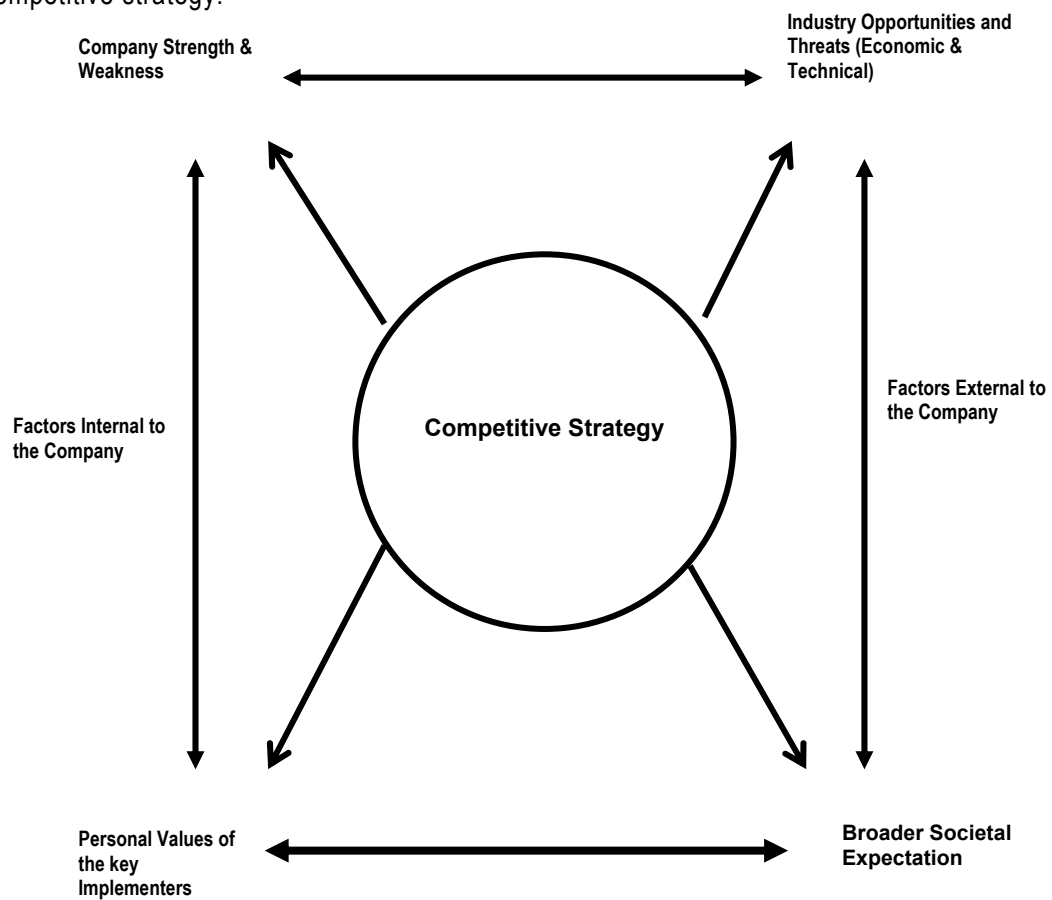 ompetitive strategy.
Company Strength &
Weakness
Industry Opportunities and
Threats (Economic &
Technical)
Factors Internal to
the Company
Competitive Strategy
Factors External to
the Company
Personal Values of
the key
Implementers
Broader Societal
Expectation